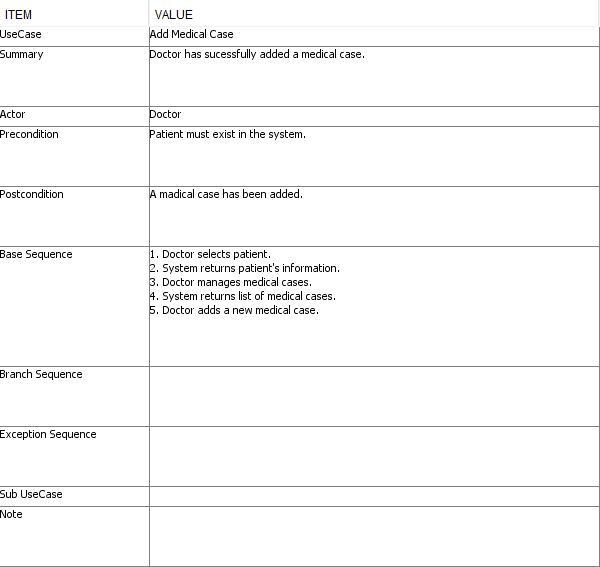 ITEM VALUE
UseCase Add Medical Case
Summary Doctor has sucessfully added a medical case.
Actor Doctor
Precondition Patient must exist in the system.
Postcondition A madical case has been added.
Base Sequence 1. Doctor selects patient.
2. System returns patient's information.
3. Doctor manages medical cases.
4. System returns list of medical cases.
5. Doctor adds a new medical case.
Branch Sequence
Exception Sequence
Sub UseCase
Note